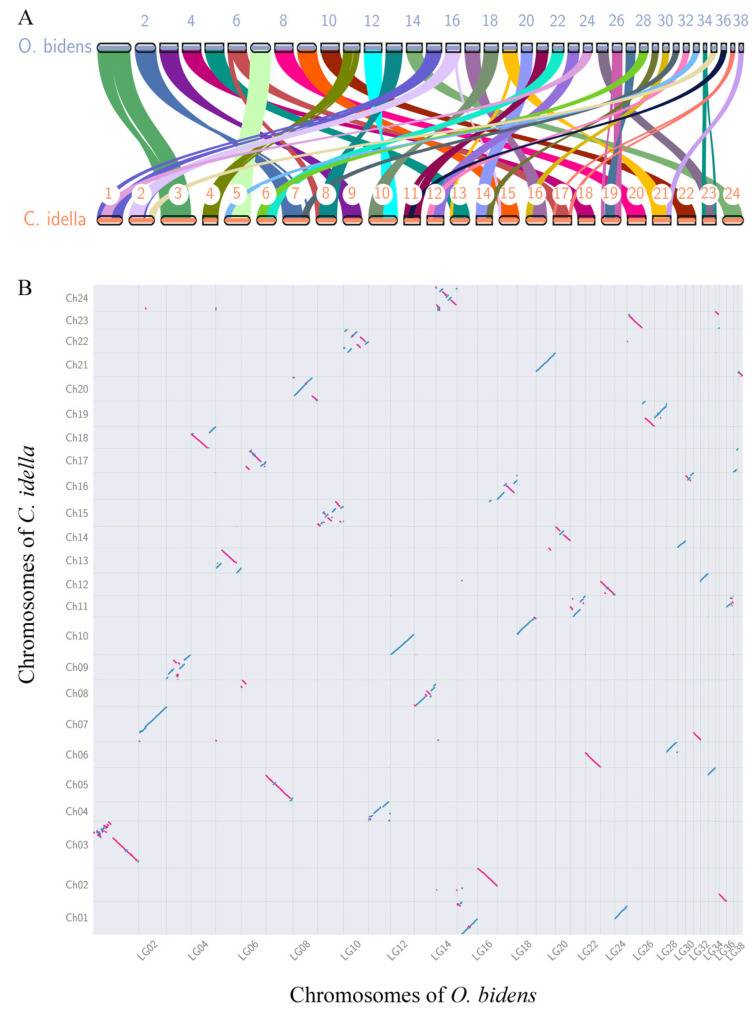 A
2 4 6 8 10 12 14 16 18 20 22 24 26 28 30 32 34 36 38
O. bidens
1 2 3 4 5 6 7 8 9 10 11 12 13 14 15 16 17 18 19 20 21 22 23 24
C. idella
B
Chromosomes of C. idella
Ch24
Ch23
Ch22
Ch21
Ch20
Ch19
Ch18
Ch17
Ch16
Ch15
Ch14
Ch13
Ch12
Ch11
Ch10
Ch09
Ch08
Ch07
Ch06
Ch05
Ch04
Ch03
Ch02
Ch01
LG02 LG04 LG06 LG08 LG10 LG12 LG14 LG16 LG18 LG20 LG22 LG24 LG26 LG28 LG30 LG32 LG34 LG36 LG38
Chromosomes of O. bidens